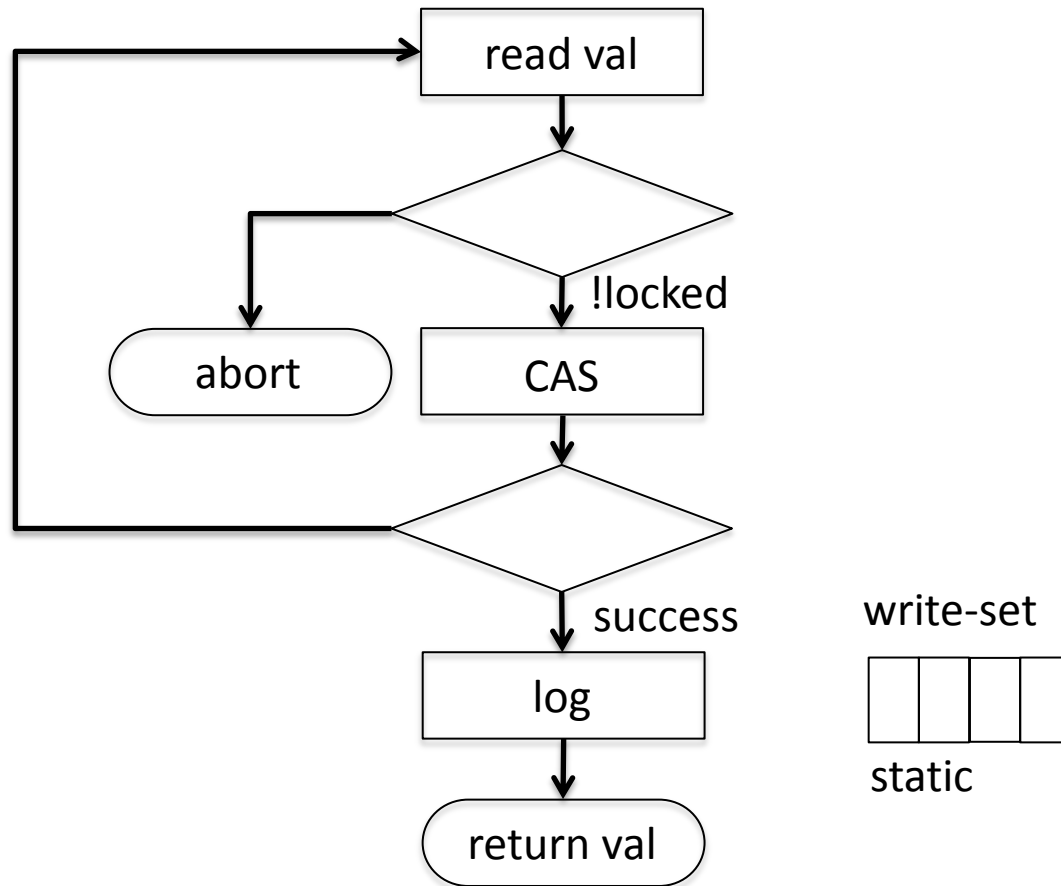 read val
!locked
abort
CAS
success
write-set
log
static
return val